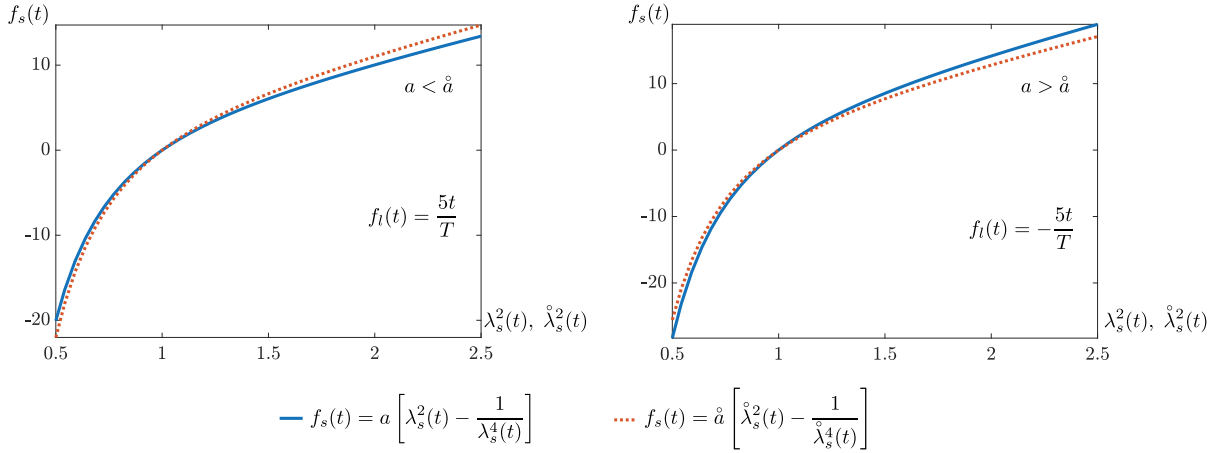 f_s(t)
10
0
-10
-20
a < å
f_l(t) = 5t/T
λ_s^2(t), λ̊_s^2(t)
0.5 1 1.5 2 2.5
f_s(t)
10
0
-10
-20
a > å
f_l(t) = -5t/T
λ_s^2(t), λ̊_s^2(t)
0.5 1 1.5 2 2.5
f_s(t) = a [λ_s^2(t) - 1/λ_s^4(t)]
f_s(t) = å [λ̊_s^2(t) - 1/λ̊_s^4(t)]